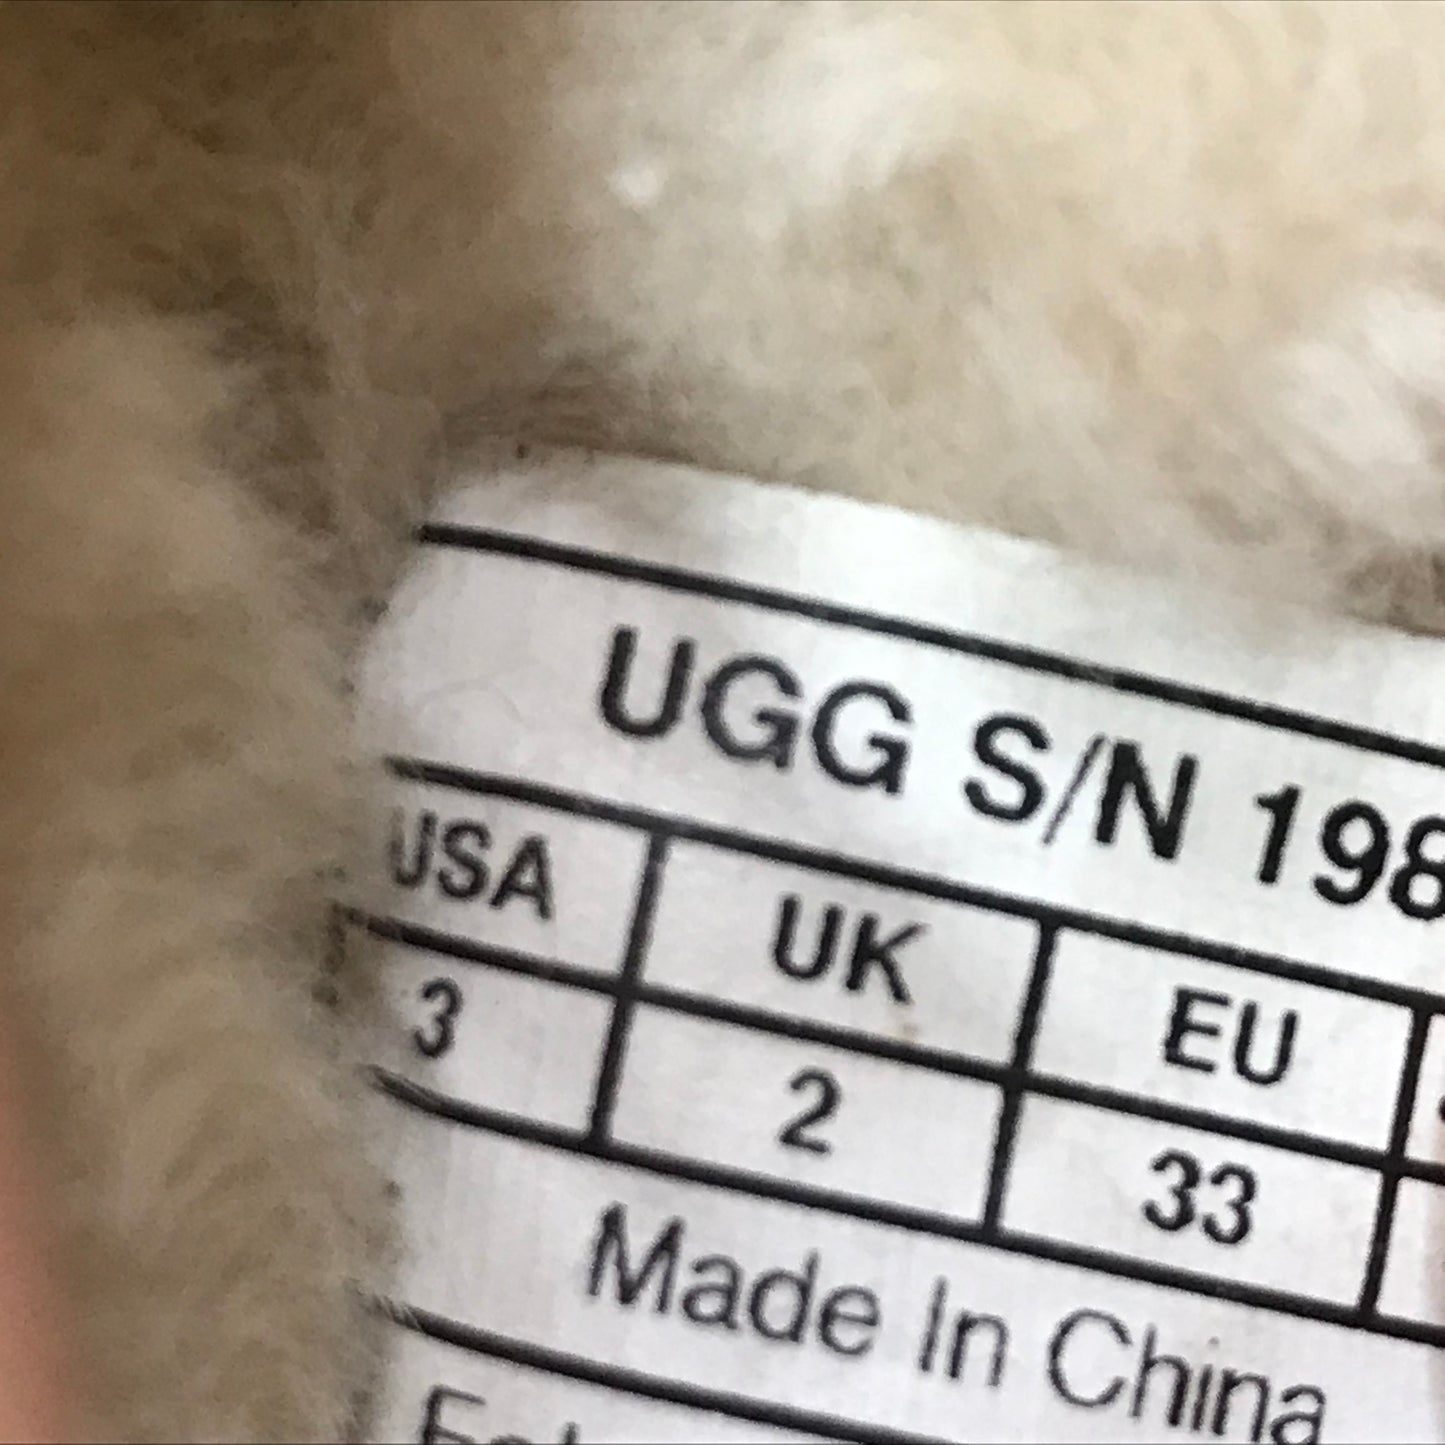 UGG S/N 198
USA UK EU
3 2 33
Made In China